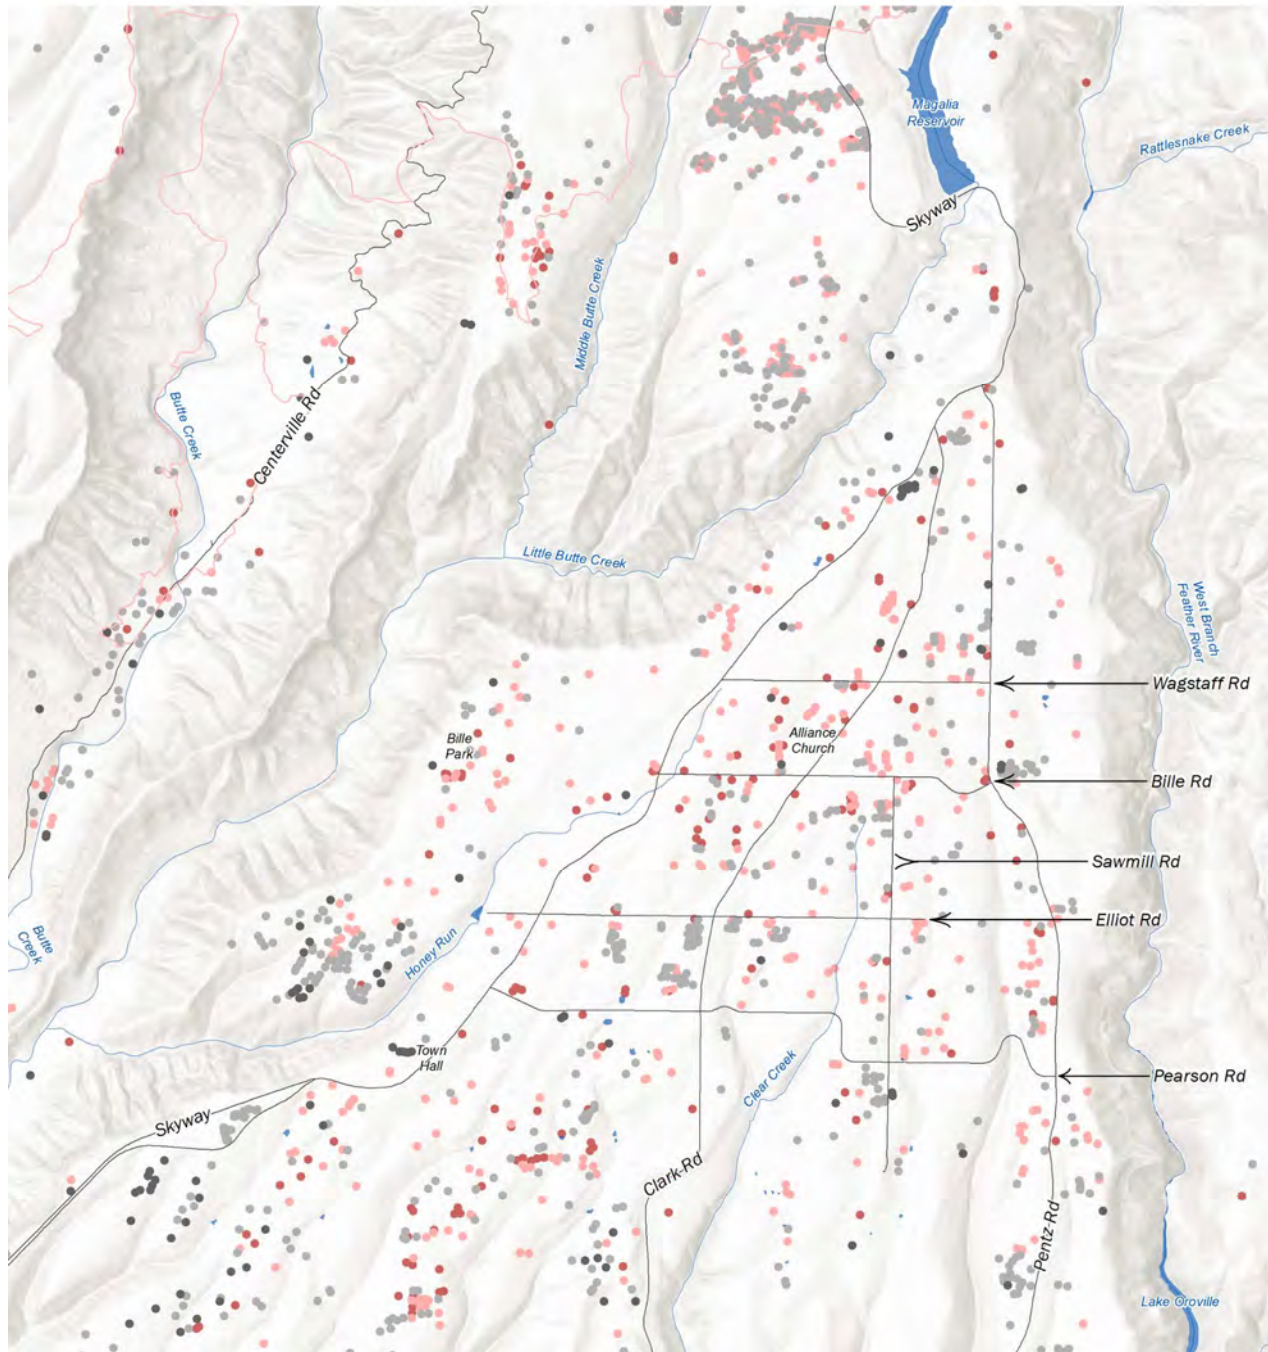 Magalia
Reservoir
Rattlesnake Creek
Skyway
Middle Butte Creek
Butte Creek
Centerville Rd
Little Butte Creek
West Branch
Feather River
Wagstaff Rd
Bille
Park
Alliance
Church
Bille Rd
Sawmill Rd
Elliot Rd
Butte
Creek
Honey Run
Town
Hall
Pearson Rd
Clear Creek
Skyway
Clark Rd
Pentz Rd
Lake Oroville